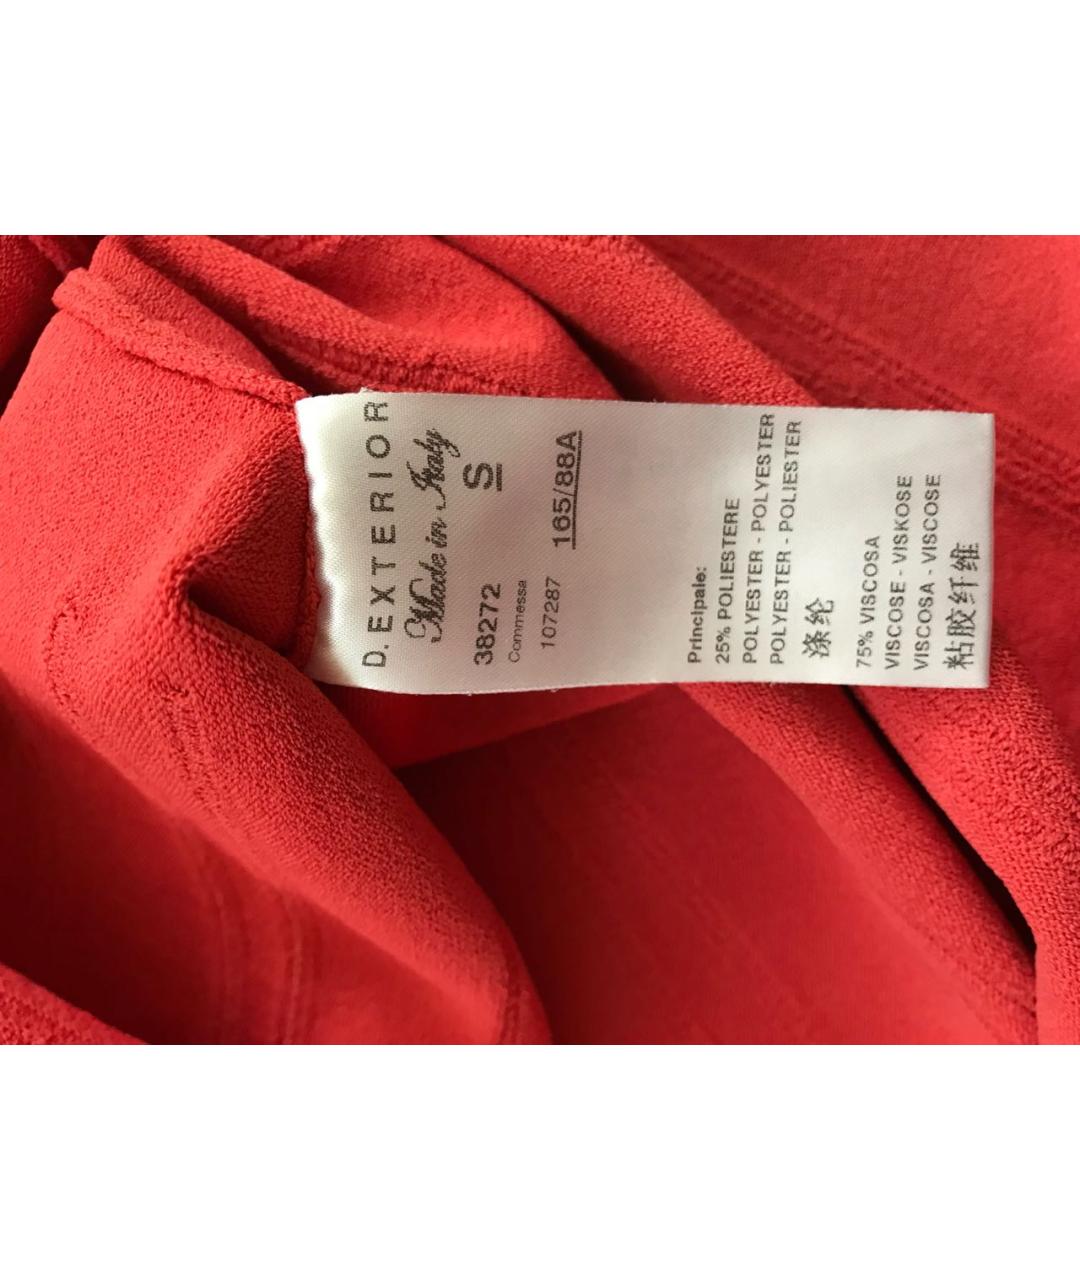 D.EXTERIOR
Made in Italy
38272 S
Commessa
107287 165/88A
Principale:
25% POLIESTERE
POLYESTER - POLYESTER
POLYESTER - POLIESTER
涤纶
75% VISCOSA
VISCOSE - VISKOSE
VISCOSA - VISCOSE
粘胶纤维